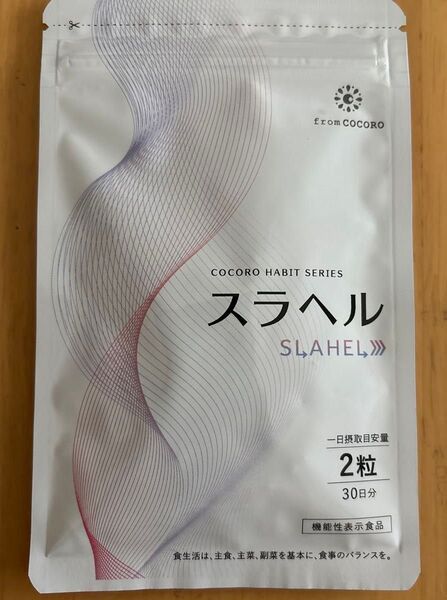 from COCORO
COCORO HABIT SERIES
スラヘル
SLAHEL
一日摂取目安量
2粒
30日分
機能性表示食品
食生活は、主食、主菜、副菜を基本に、食事のバランスを。